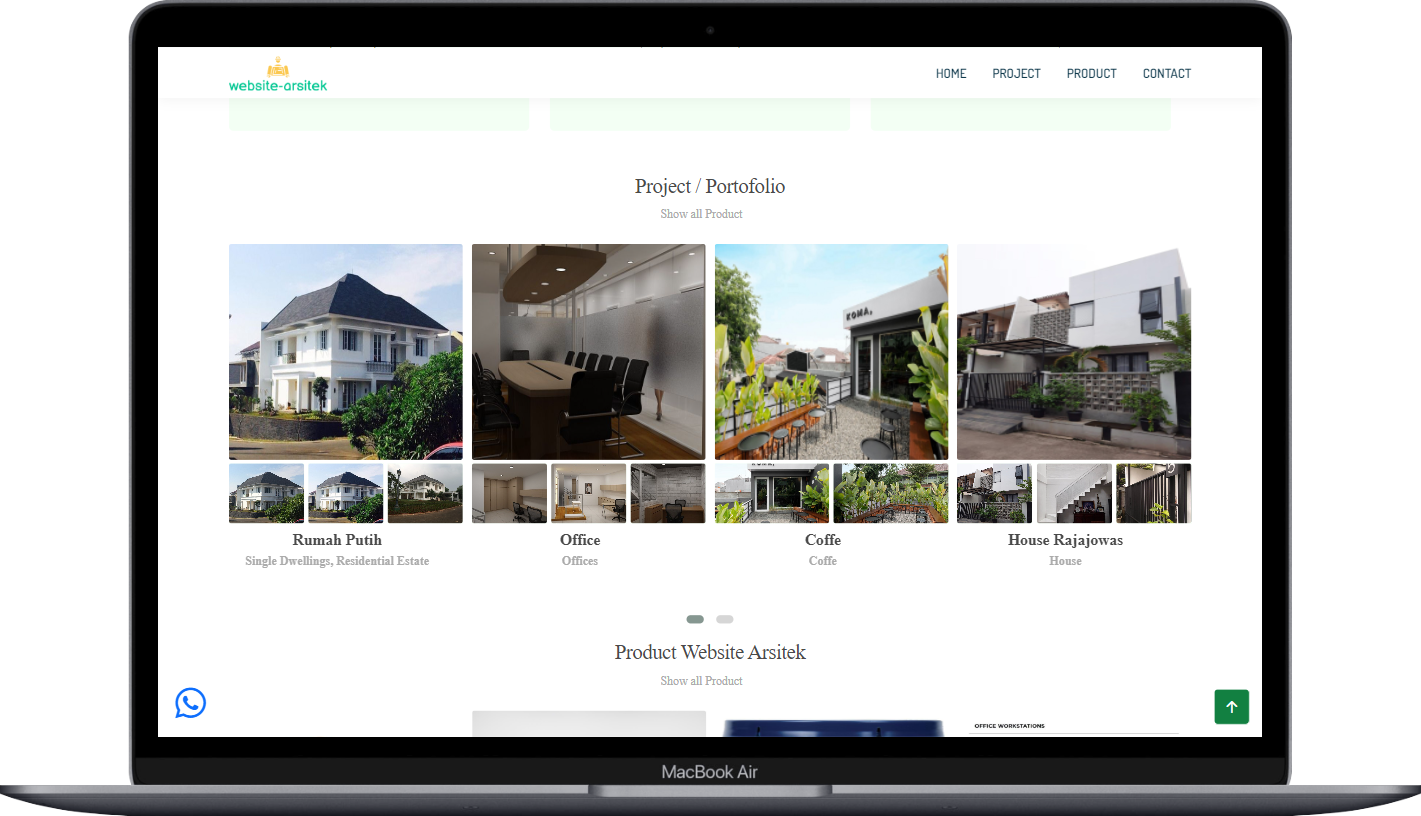 website-arsitek
HOME PROJECT PRODUCT CONTACT
Project / Portofolio
Show all Product
KOMA.
KOMA.
Rumah Putih Office Coffe House Rajajowas
Single Dwellings, Residential Estate Offices Coffe House
Product Website Arsitek
Show all Product
OFFICE WORKSTATIONS
MacBook Air